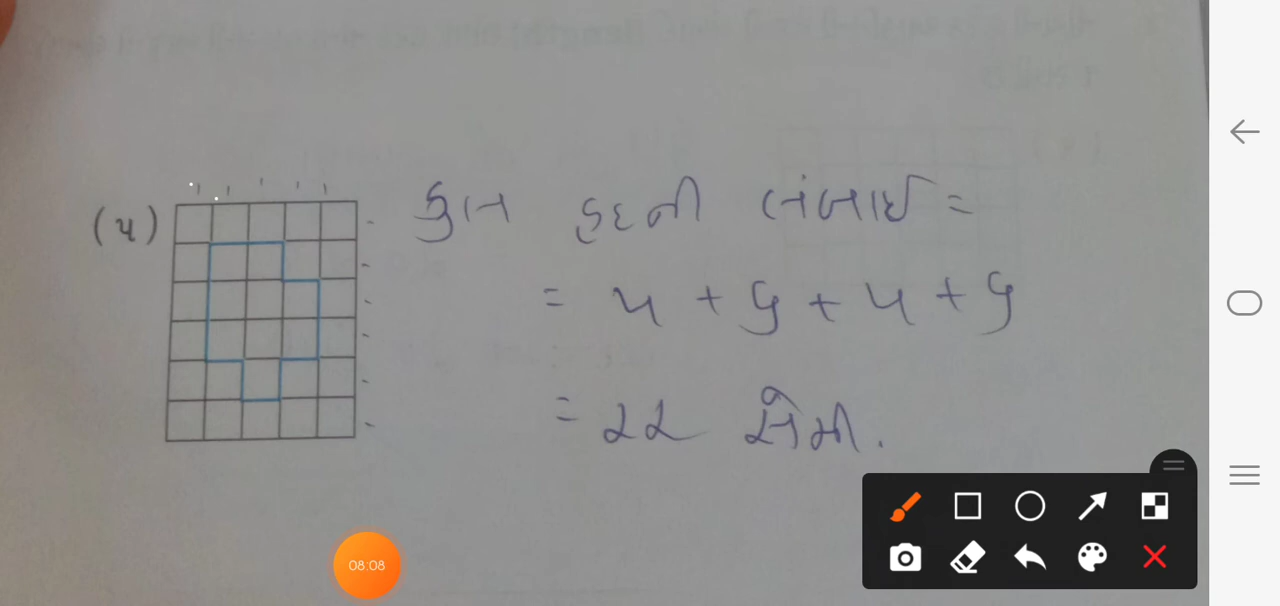 (૫)
કુલ હદની લંબાઈ =
= ૫ + ૬ + ૫ + ૬
= ૨૨ સેમી.
08:08